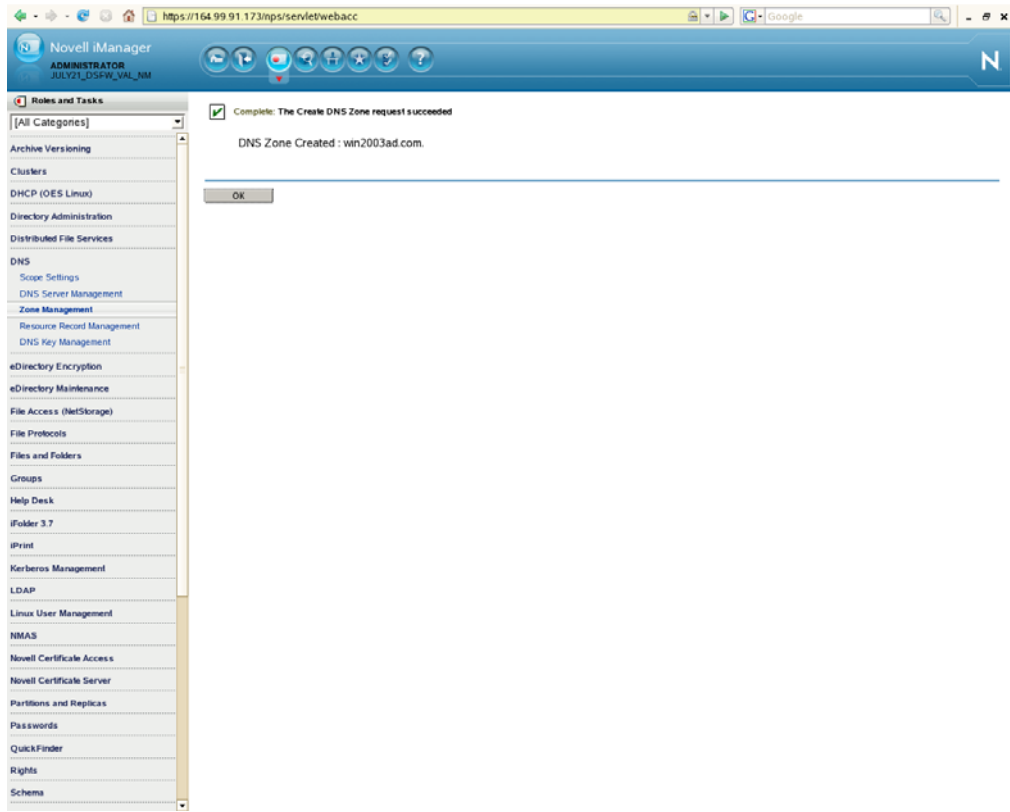 https://164.99.91.173/nps/servlet/webacc
Google
Novell iManager
ADMINISTRATOR
JULY21_DSFW_VAL_NM
N
Roles and Tasks
[All Categories]
Archive Versioning
Clusters
DHCP (OES Linux)
Directory Administration
Distributed File Services
DNS
Scope Settings
DNS Server Management
Zone Management
Resource Record Management
DNS Key Management
eDirectory Encryption
eDirectory Maintenance
File Access (NetStorage)
File Protocols
Files and Folders
Groups
Help Desk
iFolder 3.7
iPrint
Kerberos Management
LDAP
Linux User Management
NMAS
Novell Certificate Access
Novell Certificate Server
Partitions and Replicas
Passwords
QuickFinder
Rights
Schema
Complete: The Create DNS Zone request succeeded
DNS Zone Created : win2003ad.com.
OK